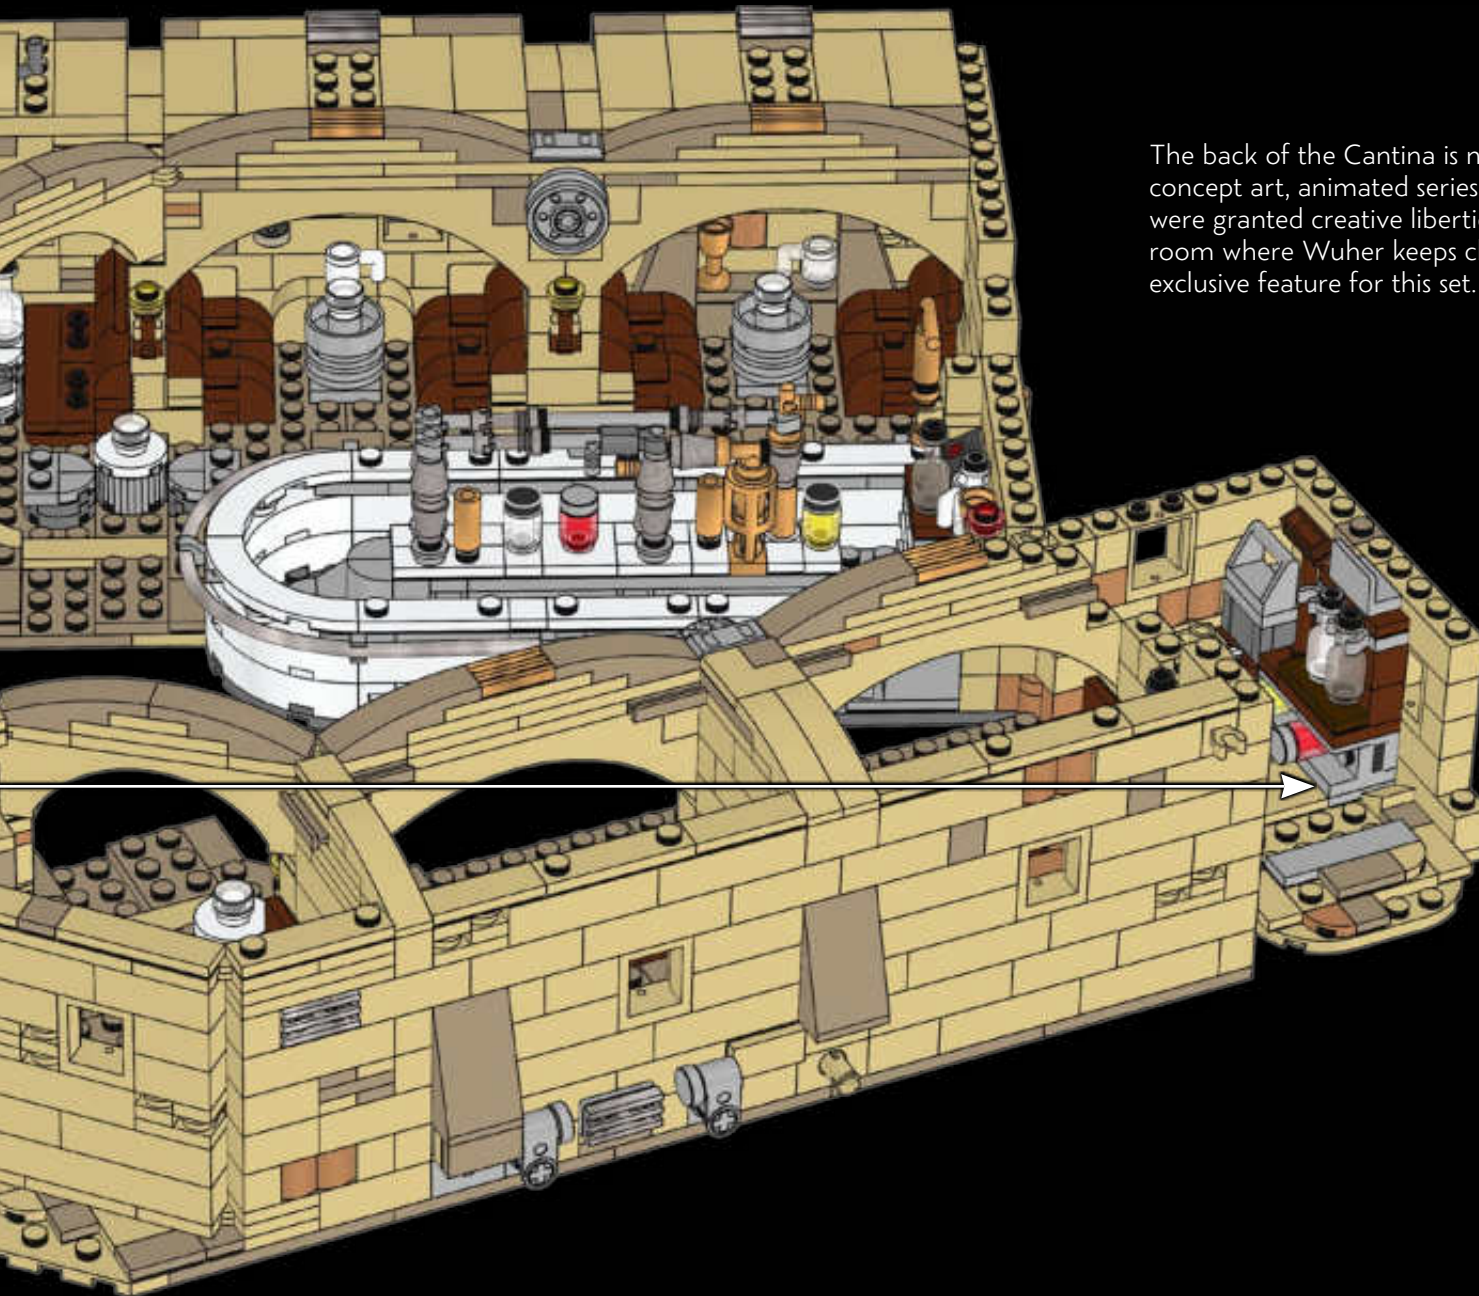 The back of the Cantina is
concept art, animated series
were granted creative
room where Wuher keeps
exclusive feature for this set.